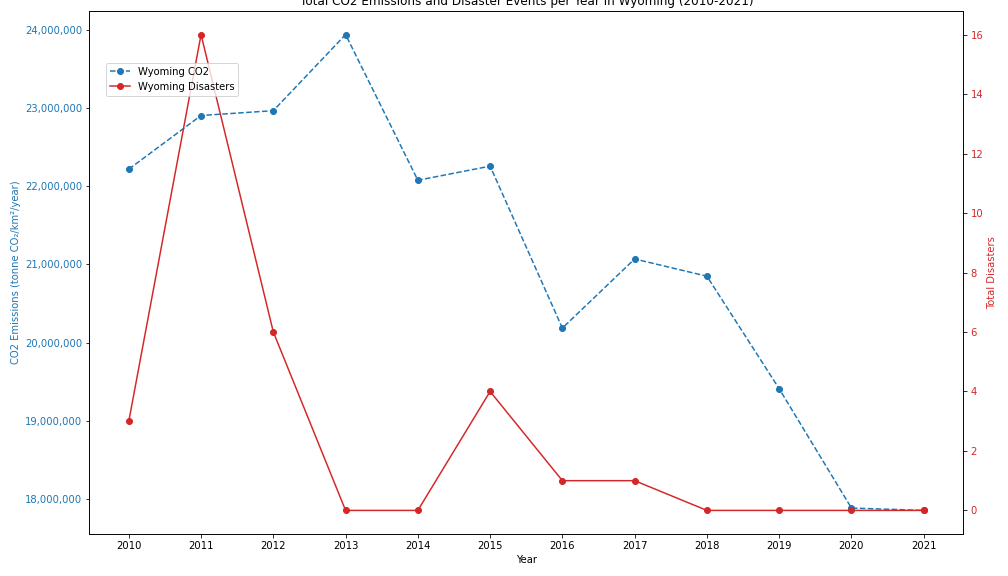 Total CO2 Emissions and Disaster Events per Year in Wyoming (2010-2021)
24,000,000
23,000,000
22,000,000
21,000,000
20,000,000
19,000,000
18,000,000
CO2 Emissions (tonne CO₂/km²/year)
Wyoming CO2
Wyoming Disasters
16
14
12
10
8
6
4
2
0
Total Disasters
2010 2011 2012 2013 2014 2015 2016 2017 2018 2019 2020 2021
Year